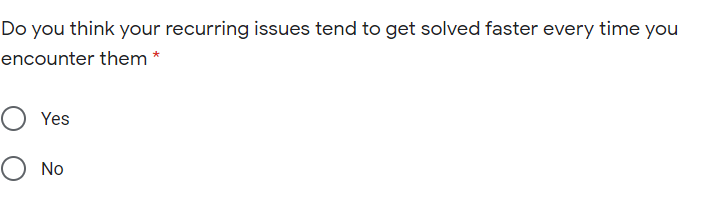 Do you think your recurring issues tend to get solved faster every time you
encounter them *
Yes
No